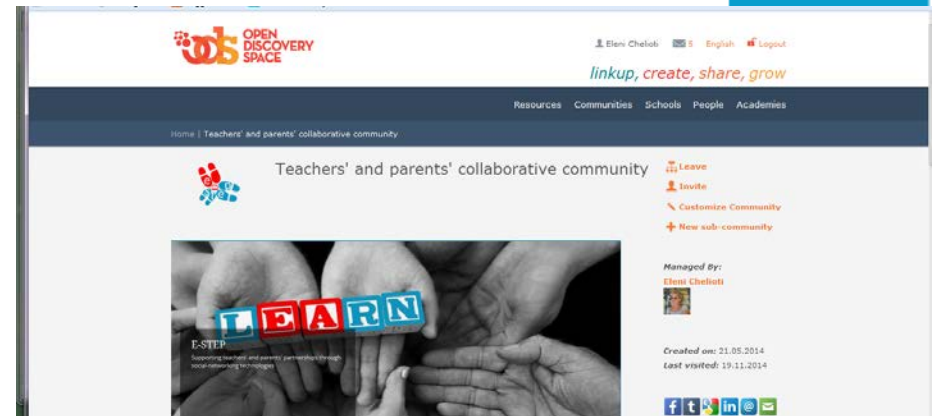 OPEN
DISCOVERY
SPACE
Eleni Chelioti 5 English Logout
linkup, create, share, grow
Resources Communities Schools People Academies
Home | Teachers' and parents' collaborative community
Teachers' and parents' collaborative community
Leave
Invite
Customize Community
New sub-community
Managed By:
Eleni Chelioti
LEARN
E-STEP
Supporting teachers and parents' partnerships through
social networking technologies
Created on: 21.05.2014
Last visited: 19.11.2014